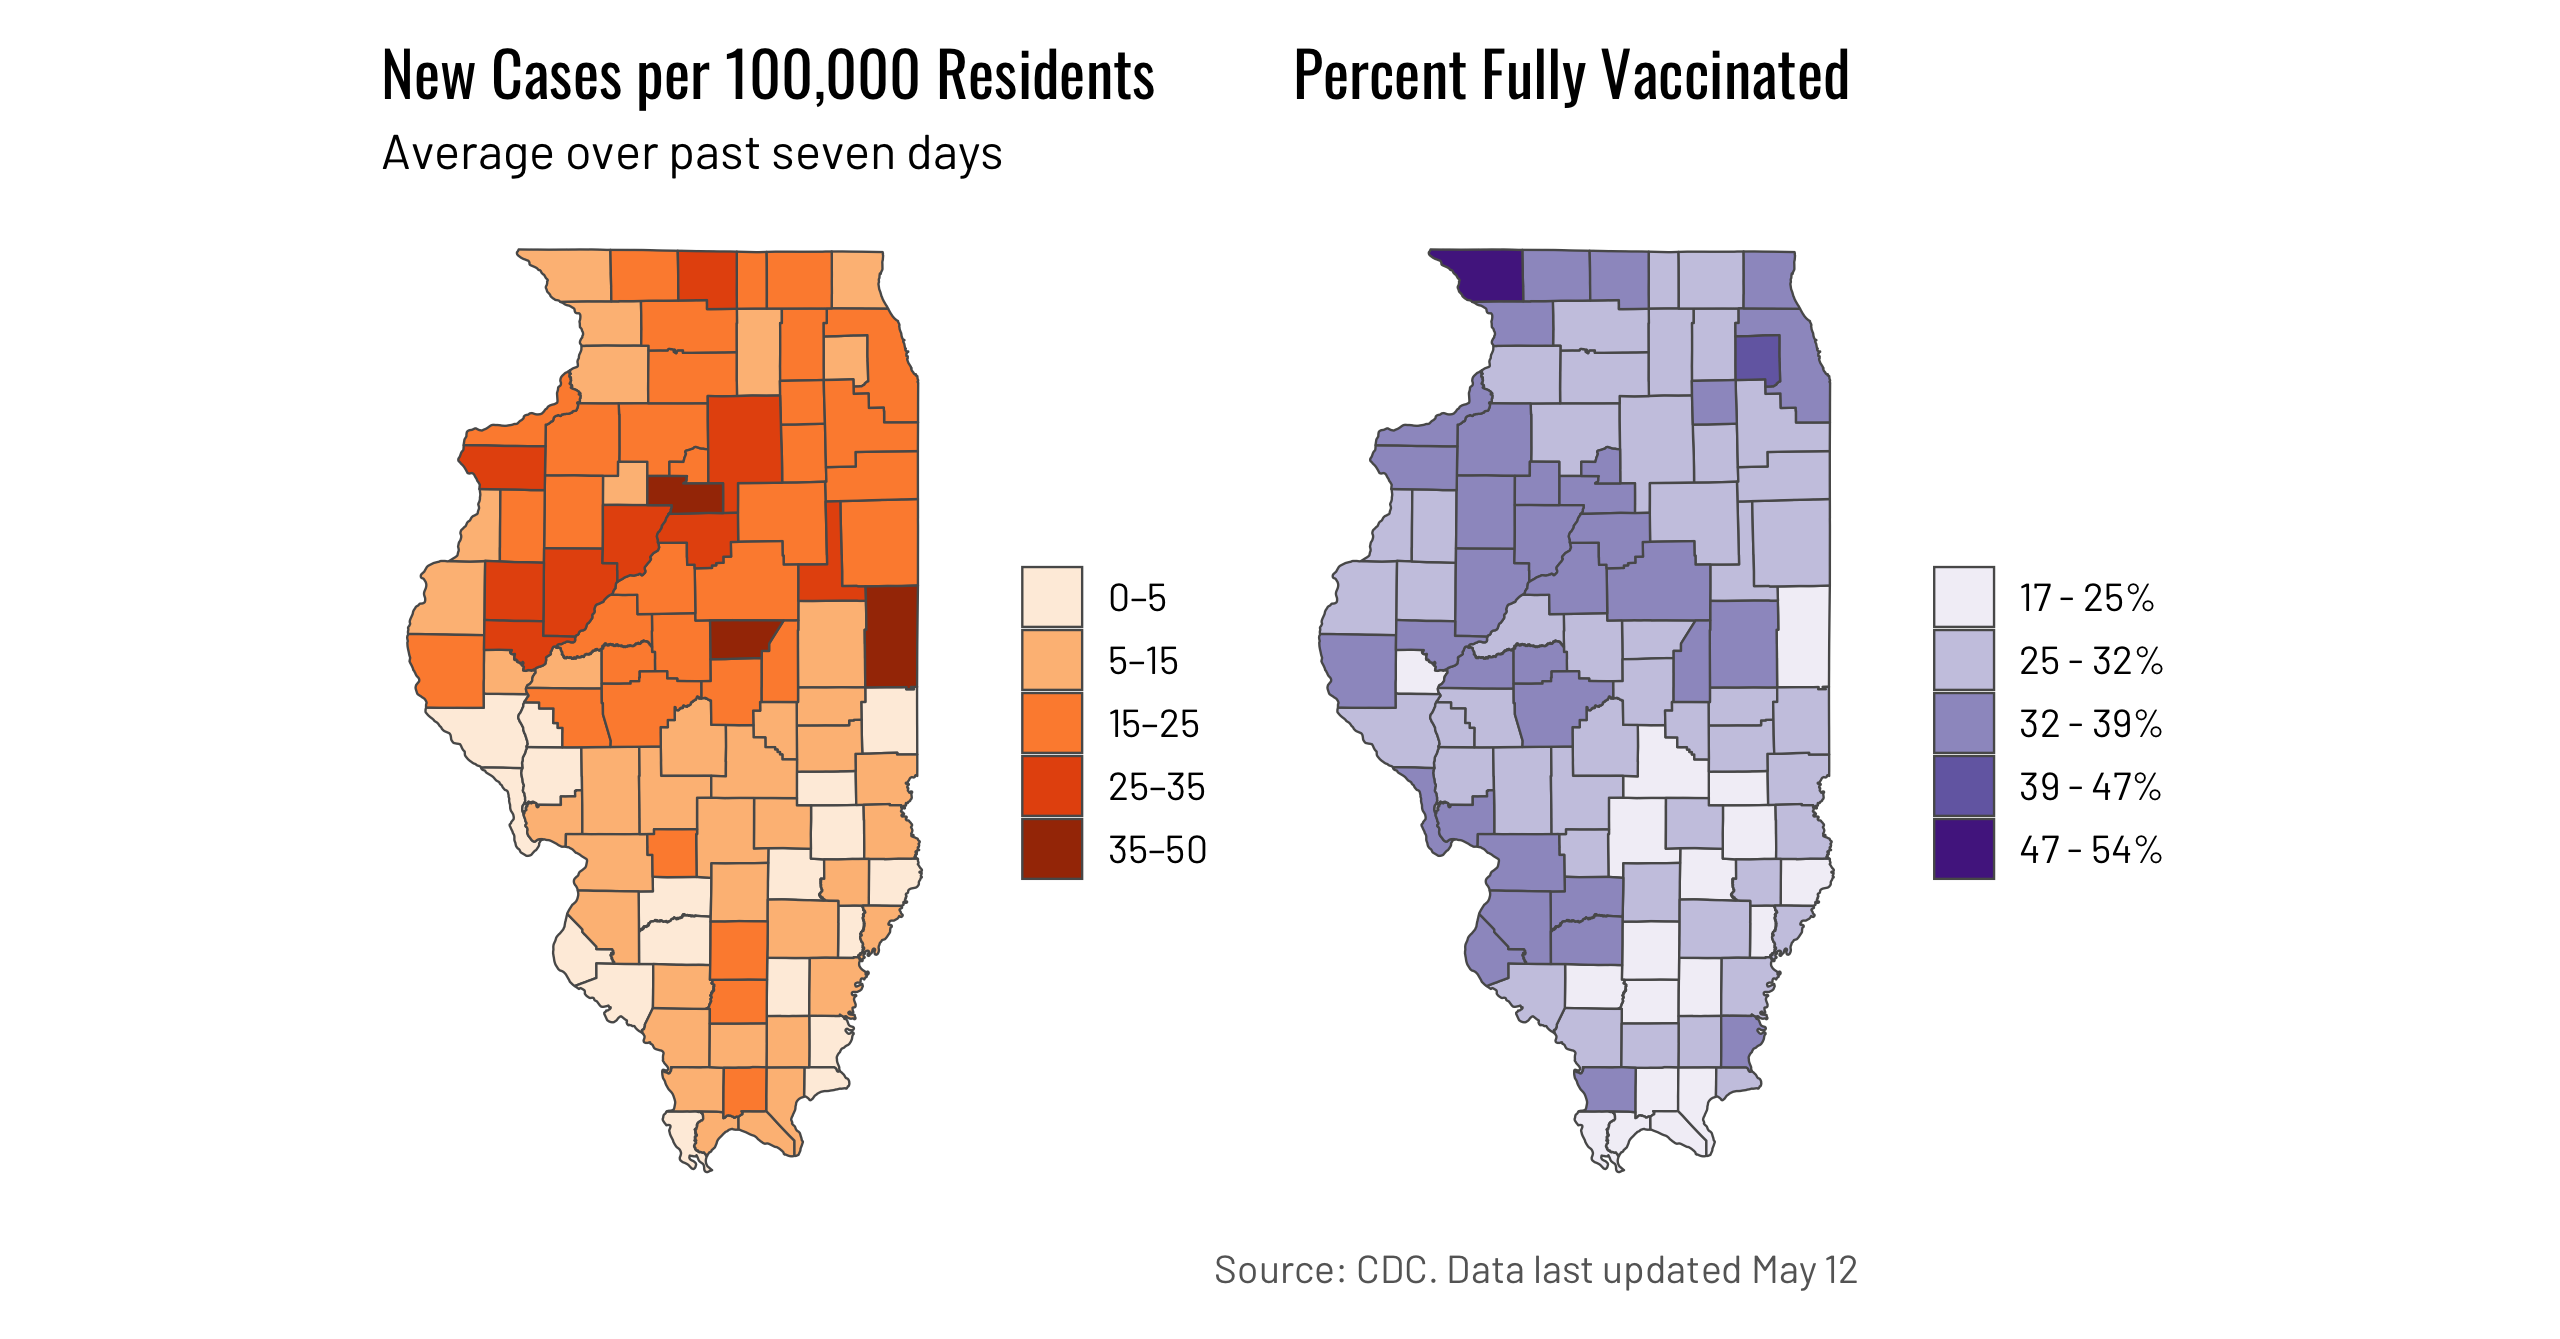 New Cases per 100,000 Residents
Average over past seven days
0–5
5–15
15–25
25–35
35–50
Percent Fully Vaccinated
17 - 25%
25 - 32%
32 - 39%
39 - 47%
47 - 54%
Source: CDC. Data last updated May 12